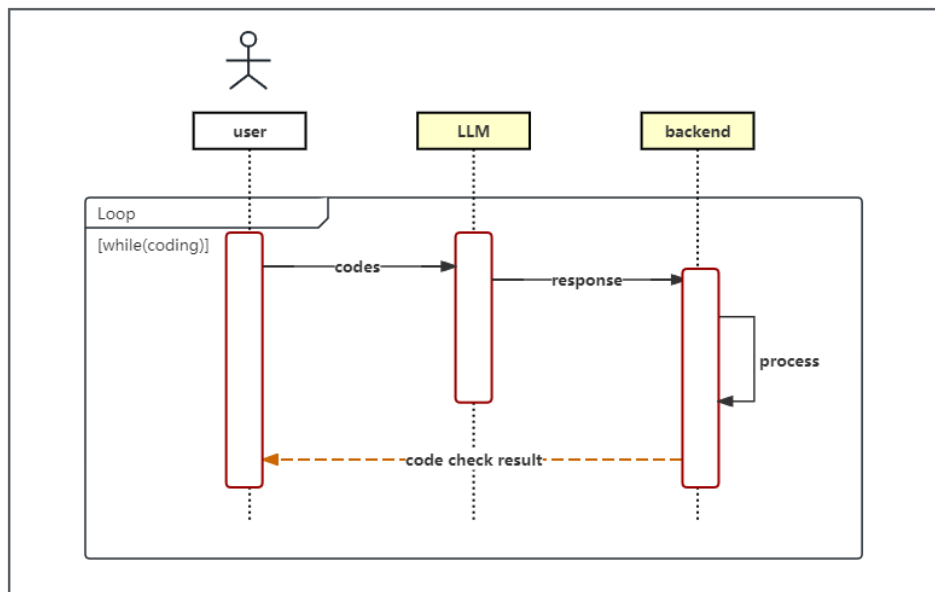 user
LLM
backend
Loop
[while(coding)]
codes
response
process
code check result